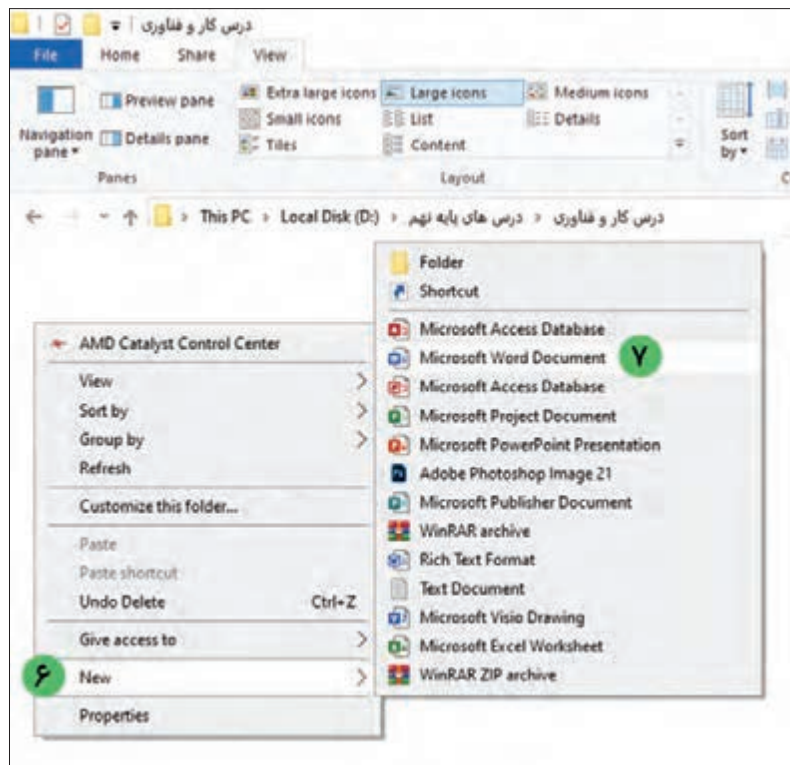 درس کار و فناوری
File Home Share View
Preview pane Extra large icons Large icons Medium icons
Small icons List Details
Navigation pane Details pane Tiles Content Sort by
Panes Layout
This PC › Local Disk (D:) › درس های پایه نهم › درس کار و فناوری
Folder
Shortcut
Microsoft Access Database
Microsoft Word Document ۷
Microsoft Access Database
Microsoft Project Document
Microsoft PowerPoint Presentation
Adobe Photoshop Image 21
Microsoft Publisher Document
WinRAR archive
Rich Text Format
Text Document
Microsoft Visio Drawing
Microsoft Excel Worksheet
WinRAR ZIP archive
AMD Catalyst Control Center
View
Sort by
Group by
Refresh
Customize this folder...
Paste
Paste shortcut
Undo Delete Ctrl+Z
Give access to
۶ New
Properties